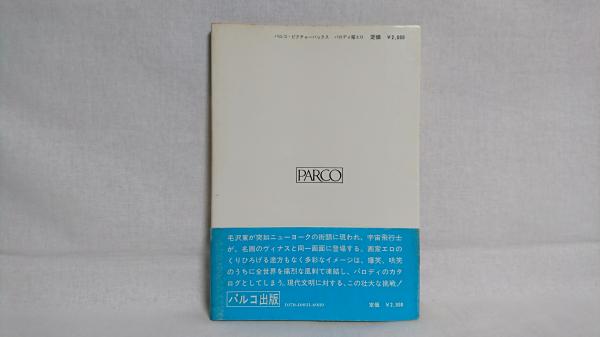 パルコ・ピクチャーバックス　パロディ展エロ　定価　￥2,000
PARCO
毛沢東が突如ニューヨークの街頭に現われ、宇宙飛行士
が、名画のヴィナスと同一画面に登場する。画家エロの
くりひろげる途方もなく多彩なイメージは、爆笑、哄笑
のうちに全世界を痛烈な風刺で凍結し、パロディのカタ
ログとしてしまう。現代文明に対する、この壮大な挑戦！
パルコ出版
定価　￥2,000